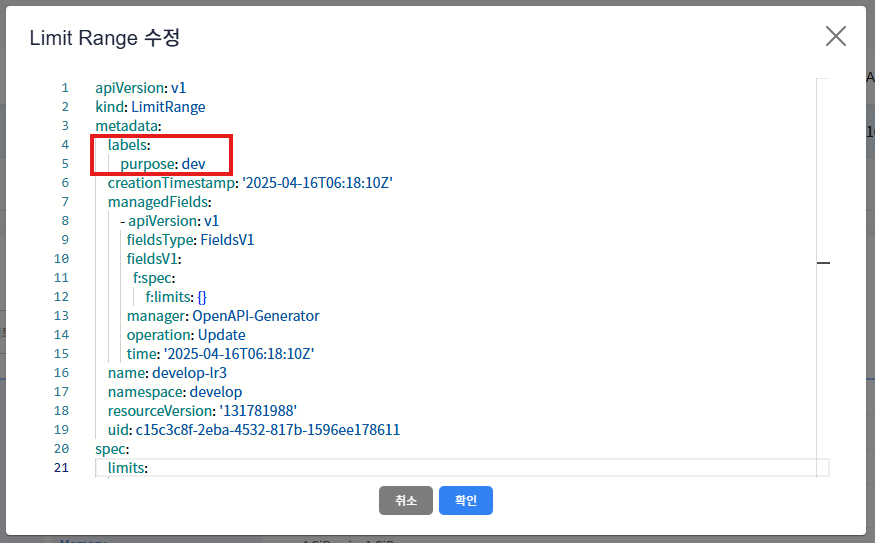 Limit Range 수정
1 apiVersion: v1
2 kind: LimitRange
3 metadata:
4 labels:
5 purpose: dev
6 creationTimestamp: '2025-04-16T06:18:10Z'
7 managedFields:
8 - apiVersion: v1
9 fieldsType: FieldsV1
10 fieldsV1:
11 f:spec:
12 f:limits: {}
13 manager: OpenAPI-Generator
14 operation: Update
15 time: '2025-04-16T06:18:10Z'
16 name: develop-lr3
17 namespace: develop
18 resourceVersion: '131781988'
19 uid: c15c3c8f-2eba-4532-817b-1596ee178611
20 spec:
21 limits:
취소 확인